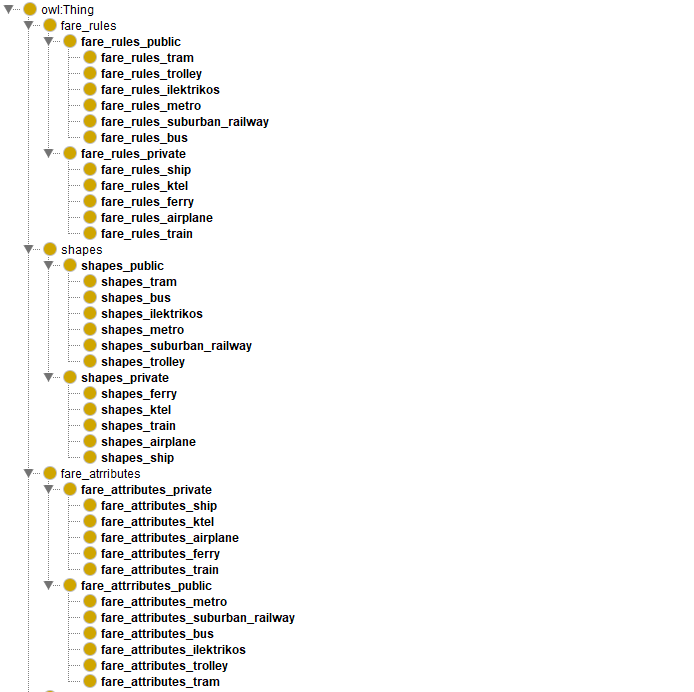 owl:Thing
fare_rules
fare_rules_public
fare_rules_tram
fare_rules_trolley
fare_rules_ilektrikos
fare_rules_metro
fare_rules_suburban_railway
fare_rules_bus
fare_rules_private
fare_rules_ship
fare_rules_ktel
fare_rules_ferry
fare_rules_airplane
fare_rules_train
shapes
shapes_public
shapes_tram
shapes_bus
shapes_ilektrikos
shapes_metro
shapes_suburban_railway
shapes_trolley
shapes_private
shapes_ferry
shapes_ktel
shapes_train
shapes_airplane
shapes_ship
fare_atrributes
fare_attributes_private
fare_attributes_ship
fare_attributes_ktel
fare_attributes_airplane
fare_attributes_ferry
fare_attributes_train
fare_attrributes_public
fare_attributes_metro
fare_attributes_suburban_railway
fare_attributes_bus
fare_attributes_ilektrikos
fare_attributes_trolley
fare_attributes_tram